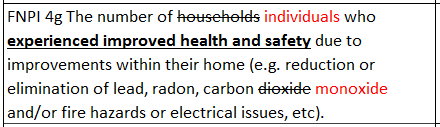 FNPI 4g The number of households individuals who
experienced improved health and safety due to
improvements within their home (e.g. reduction or
elimination of lead, radon, carbon dioxide monoxide
and/or fire hazards or electrical issues, etc).